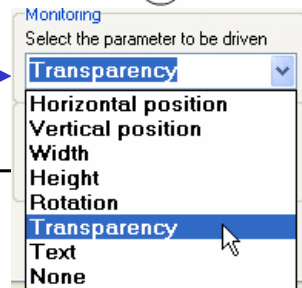 Monitoring
Select the parameter to be driven
Transparency
Horizontal position
Vertical position
Width
Height
Rotation
Transparency
Text
None